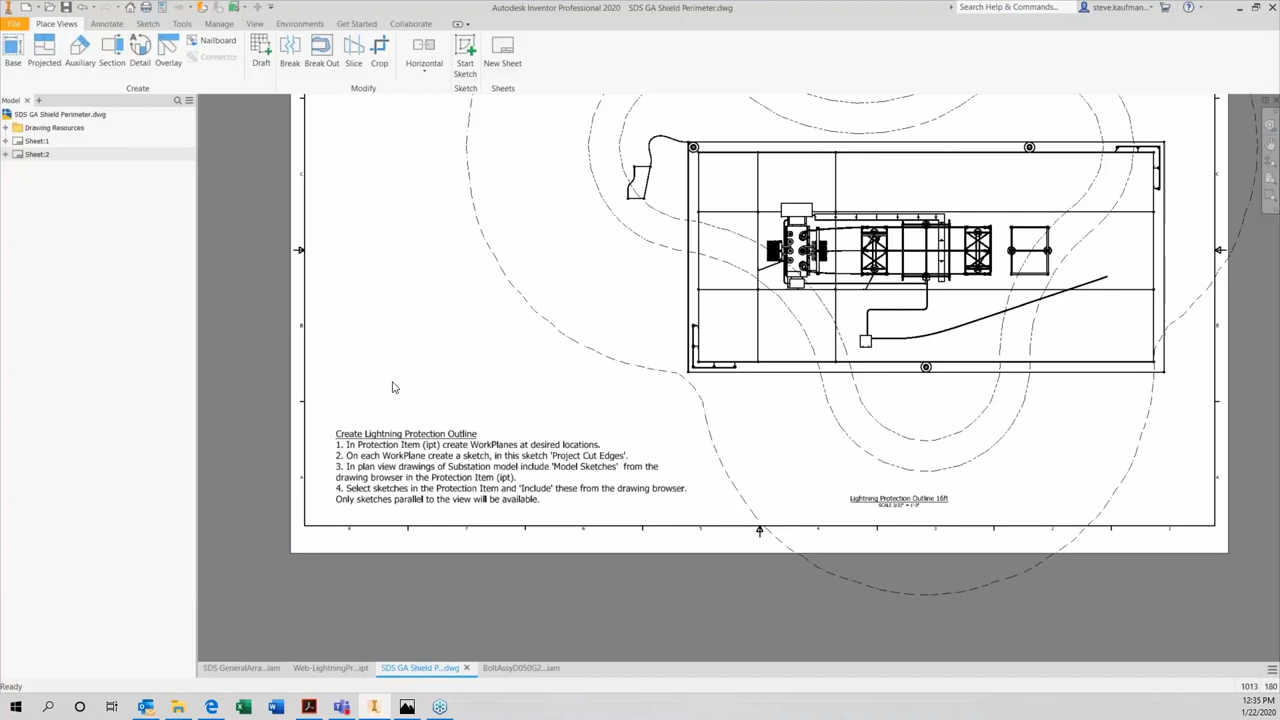 Autodesk Inventor Professional 2020 SDS GA Shield Perimeter.dwg
Search Help & Commands...
steve.kaufman...
File Place Views Annotate Sketch Tools Manage View Environments Get Started Collaborate
Base Projected Auxiliary Section Detail Overlay
Nailboard
Connector
Draft
Break Break Out Slice Crop
Horizontal
Start Sketch
New Sheet
Create Modify Sketch Sheets
Model
SDS GA Shield Perimeter.dwg
Drawing Resources
Sheet:1
Sheet:2
Create Lightning Protection Outline
1. In Protection Item (ipt) create WorkPlanes at desired locations.
2. On each WorkPlane create a sketch, in this sketch 'Project Cut Edges'.
3. In plan view drawings of Substation model include 'Model Sketches' from the
drawing browser in the Protection Item (ipt).
4. Select sketches in the Protection Item and 'Include' these from the drawing browser.
Only sketches parallel to the view will be available.
Lightning Protection Outline 16ft
SDS GeneralArra...iam Web-LightningPr...ipt SDS GA Shield P...dwg BoltAssyD050G2...iam
Ready
1013 180
12:35 PM
1/22/2020